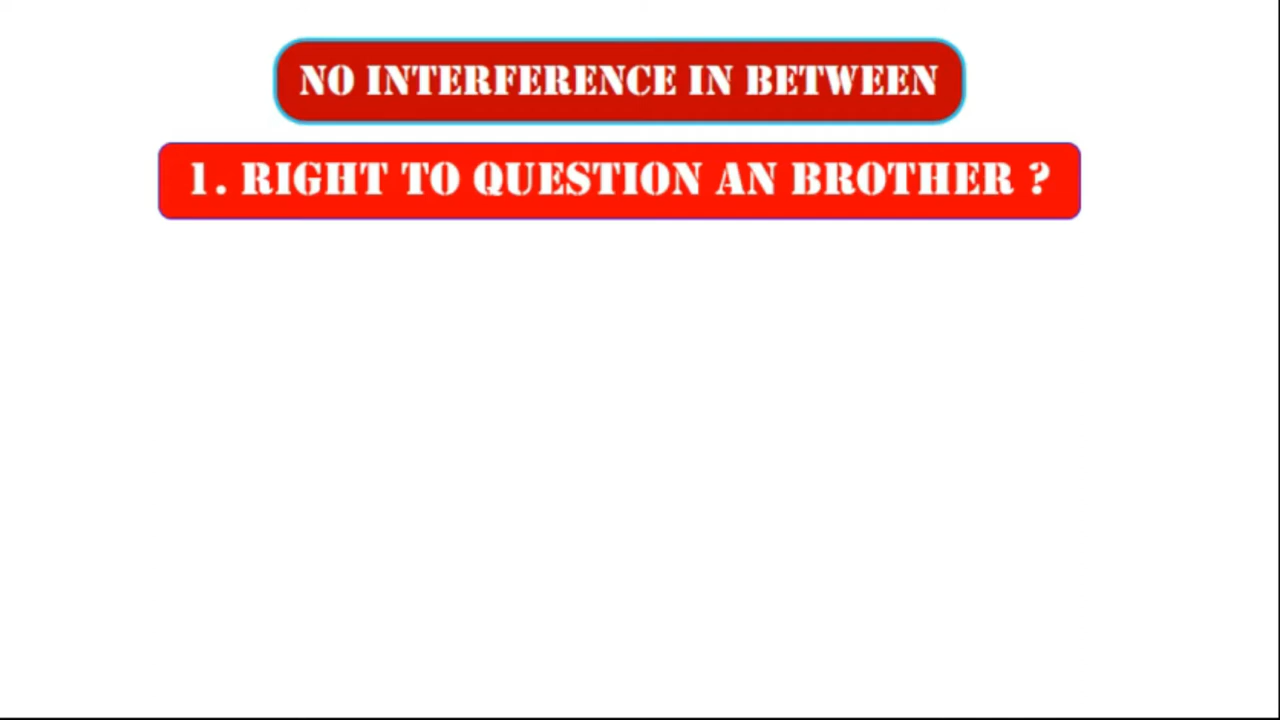 NO INTERFERENCE IN BETWEEN
1. RIGHT TO QUESTION AN BROTHER ?